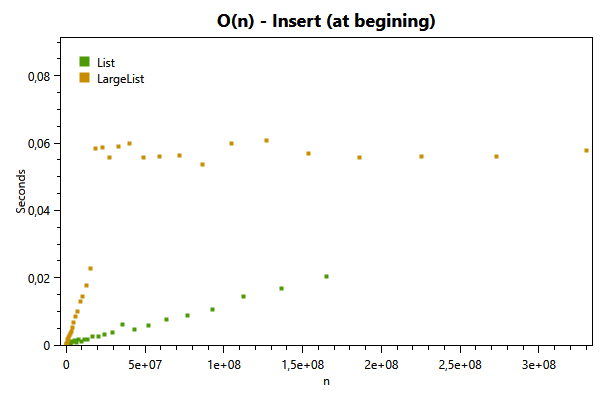 O(n) - Insert (at begining)
List
LargeList
0,08
0,06
0,04
0,02
0
Seconds
0 5e+07 1e+08 1,5e+08 2e+08 2,5e+08 3e+08
n